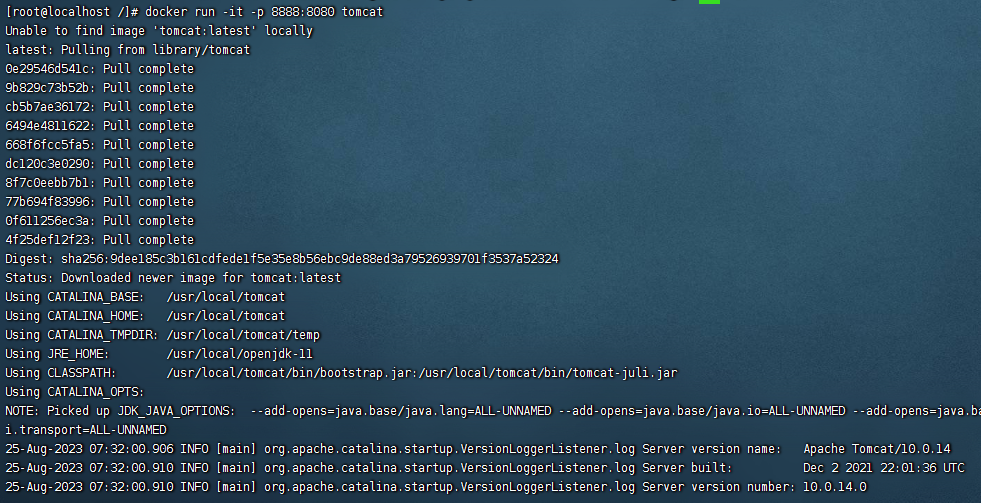 [root@localhost /]# docker run -it -p 8888:8080 tomcat
Unable to find image 'tomcat:latest' locally
latest: Pulling from library/tomcat
0e29546d541c: Pull complete
9b829c73b52b: Pull complete
cb5b7ae36172: Pull complete
6494e4811622: Pull complete
668f6fcc5fa5: Pull complete
dc120c3e0290: Pull complete
8f7c0eebb7b1: Pull complete
77b694f83996: Pull complete
0f611256ec3a: Pull complete
4f25def12f23: Pull complete
Digest: sha256:9dee185c3b161cdfede1f5e35e8b56ebc9de88ed3a79526939701f3537a52324
Status: Downloaded newer image for tomcat:latest
Using CATALINA_BASE:   /usr/local/tomcat
Using CATALINA_HOME:   /usr/local/tomcat
Using CATALINA_TMPDIR: /usr/local/tomcat/temp
Using JRE_HOME:        /usr/local/openjdk-11
Using CLASSPATH:       /usr/local/tomcat/bin/bootstrap.jar:/usr/local/tomcat/bin/tomcat-juli.jar
Using CATALINA_OPTS:
NOTE: Picked up JDK_JAVA_OPTIONS:  --add-opens=java.base/java.lang=ALL-UNNAMED --add-opens=java.base/java.io=ALL-UNNAMED --add-opens=java.ba
i.transport=ALL-UNNAMED
25-Aug-2023 07:32:00.906 INFO [main] org.apache.catalina.startup.VersionLoggerListener.log Server version name:   Apache Tomcat/10.0.14
25-Aug-2023 07:32:00.910 INFO [main] org.apache.catalina.startup.VersionLoggerListener.log Server built:          Dec 2 2021 22:01:36 UTC
25-Aug-2023 07:32:00.910 INFO [main] org.apache.catalina.startup.VersionLoggerListener.log Server version number: 10.0.14.0